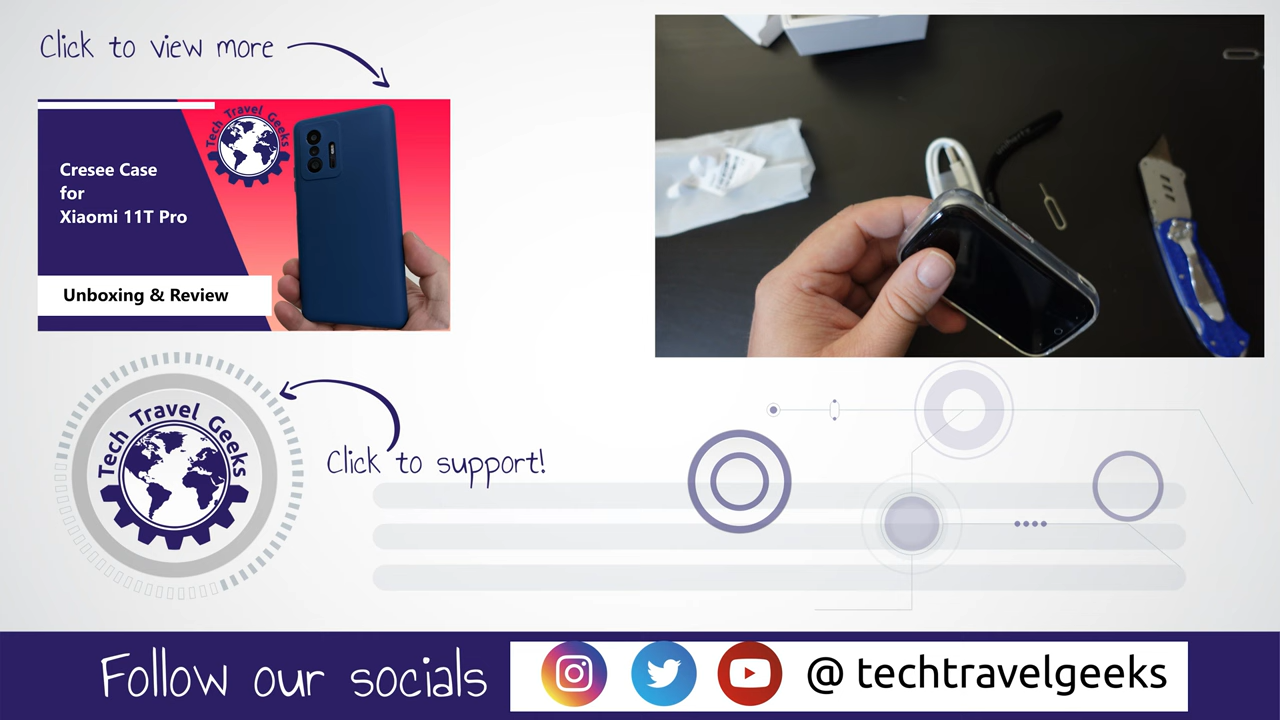 Click to view more
Tech Travel Geeks
Cresee Case
for
Xiaomi 11T Pro
Unboxing & Review
Tech Travel Geeks
Click to support!
Follow our socials
@ techtravelgeeks